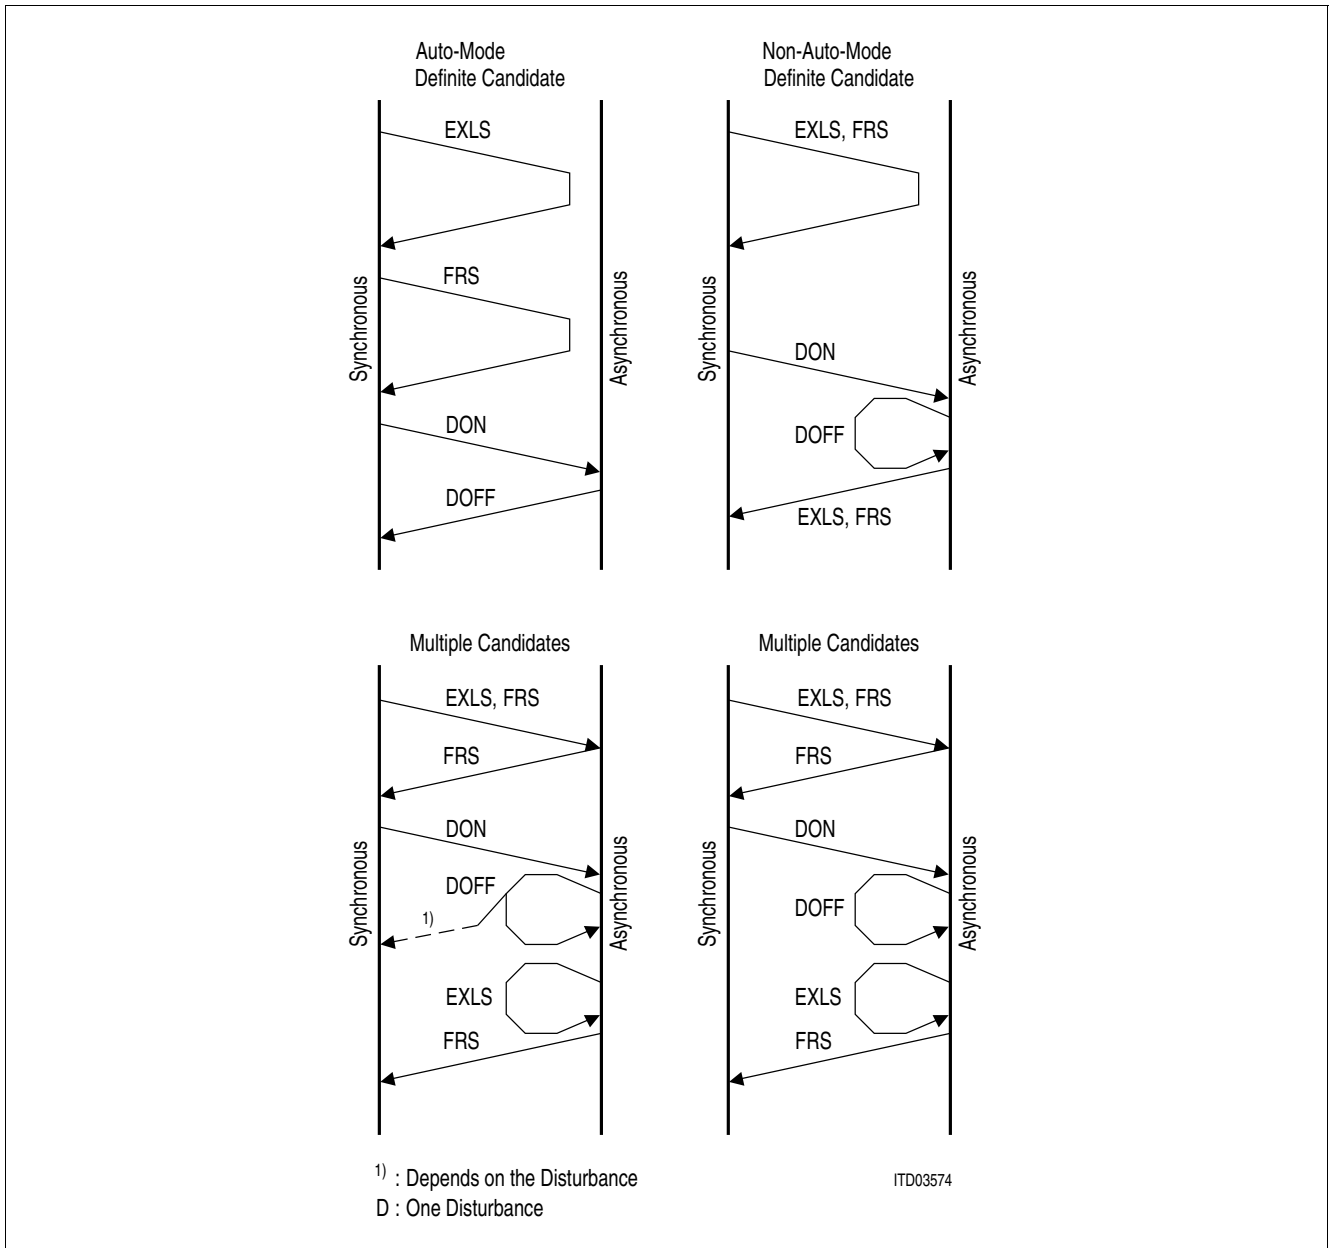 Auto-Mode
Definite Candidate
EXLS
FRS
DON
DOFF
Synchronous
Asynchronous
Non-Auto-Mode
Definite Candidate
EXLS, FRS
DON
DOFF
EXLS, FRS
Synchronous
Asynchronous
Multiple Candidates
EXLS, FRS
FRS
DON
DOFF
1)
EXLS
FRS
Synchronous
Asynchronous
Multiple Candidates
EXLS, FRS
FRS
DON
DOFF
EXLS
FRS
Synchronous
Asynchronous
1) : Depends on the Disturbance
D : One Disturbance
ITD03574